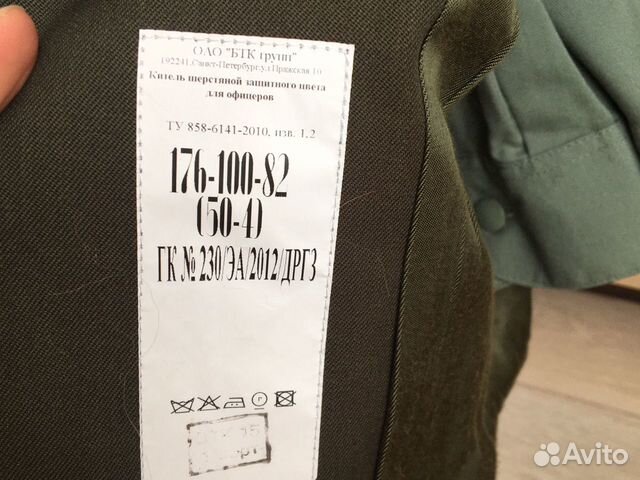 ОАО "БТК групп"
192241,Санкт-Петербург,ул Пражская 10
Китель шерстяной защитного цвета
для офицеров
ТУ 858-6141-2010, изв. 1,2
176-100-82
(50-4)
ГК № 230/ЭА/2012/ДРГЗ
Avito